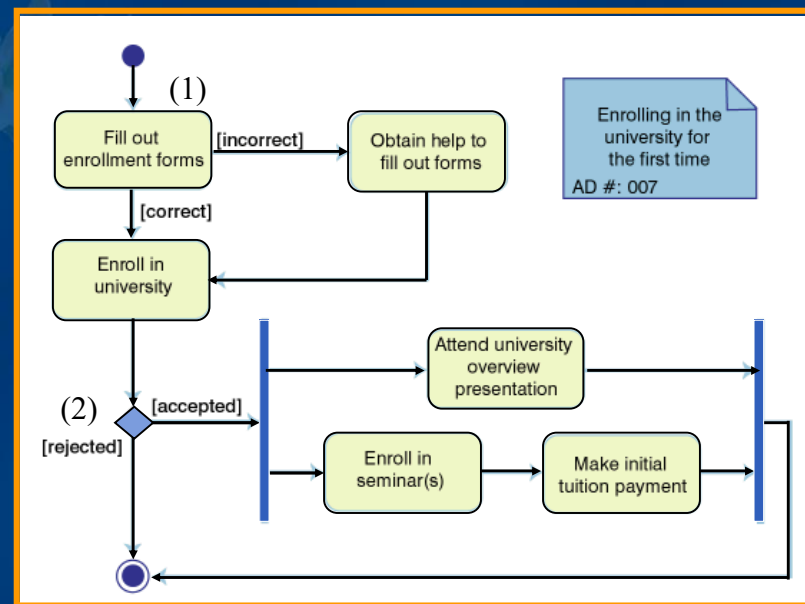 (1)
Fill out
enrollment forms
[incorrect]
Obtain help to
fill out forms
Enrolling in the
university for
the first time
AD #: 007
[correct]
Enroll in
university
Attend university
overview
presentation
(2)
[accepted]
[rejected]
Enroll in
seminar(s)
Make initial
tuition payment